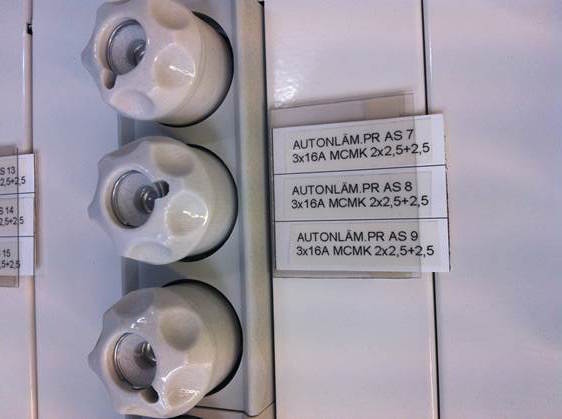 S 13
2,5+2,5
S 14
2,5+2,5
15
2,5+2,5
AUTONLÄM.PR AS 7
3x16A MCMK 2x2,5+2,5
AUTONLÄM.PR AS 8
3x16A MCMK 2x2,5+2,5
AUTONLÄM.PR AS 9
3x16A MCMK 2x2,5+2,5